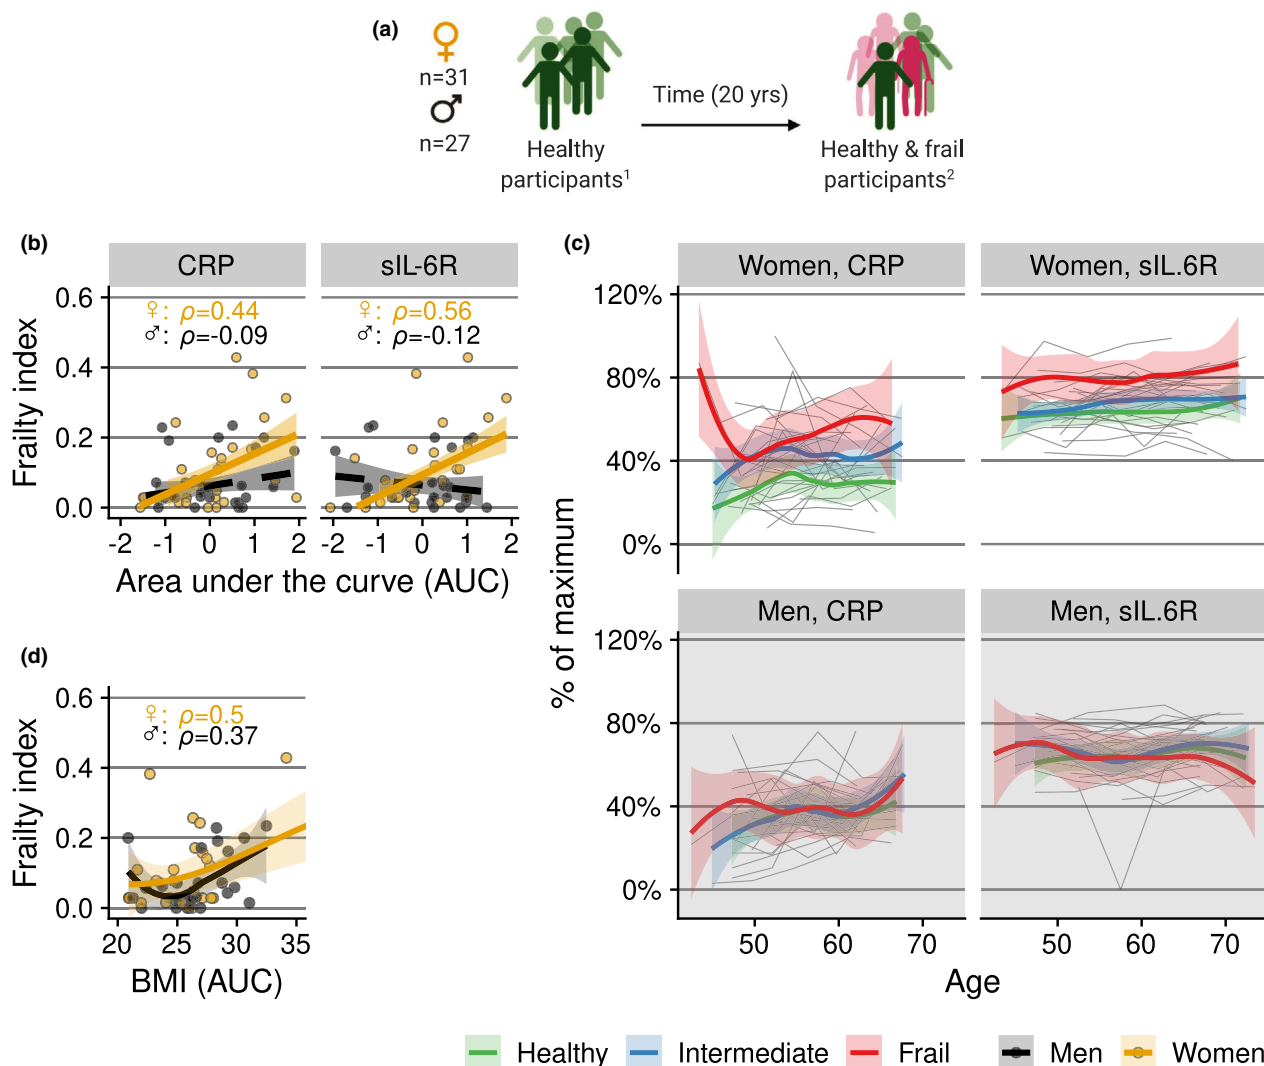 (a)
♀
n=31
♂
n=27
Healthy
participants1
Time (20 yrs)
Healthy & frail
participants2
(b)
CRP
sIL-6R
Frailty index
0.6
0.4
0.2
0.0
♀: ρ=0.44
♂: ρ=-0.09
♀: ρ=0.56
♂: ρ=-0.12
-2 -1 0 1 2
-2 -1 0 1 2
Area under the curve (AUC)
(c)
Women, CRP
Women, sIL.6R
120%
80%
40%
0%
% of maximum
Men, CRP
Men, sIL.6R
120%
80%
40%
0%
50 60 70
50 60 70
Age
(d)
Frailty index
0.6
0.4
0.2
0.0
♀: ρ=0.5
♂: ρ=0.37
20 25 30 35
BMI (AUC)
Healthy Intermediate Frail Men Women